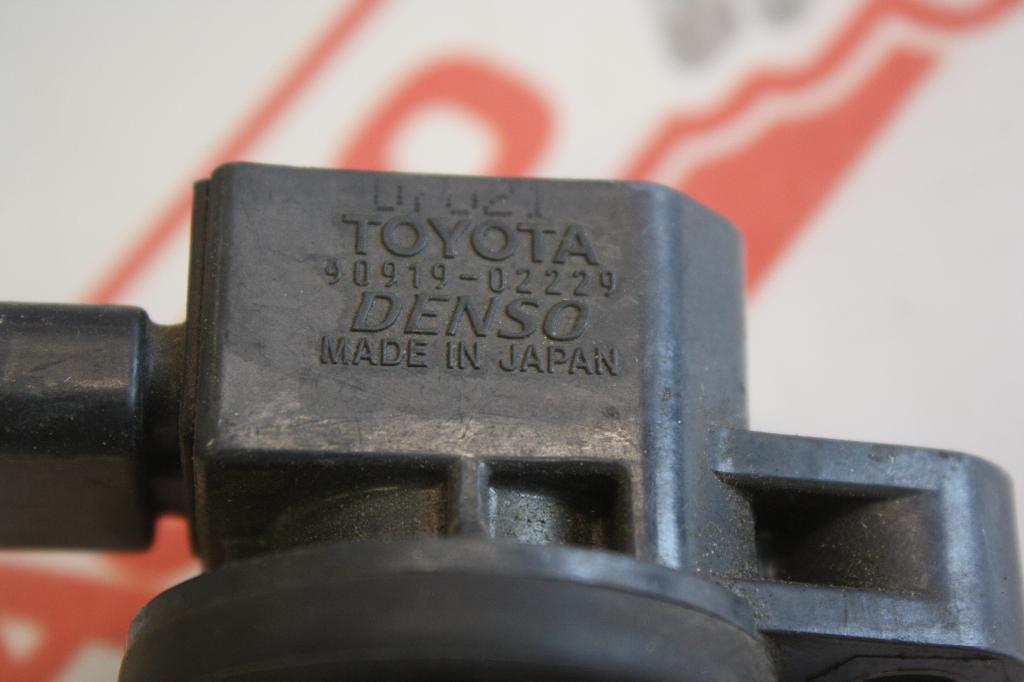 TOYOTA
90919-02229
DENSO
MADE IN JAPAN